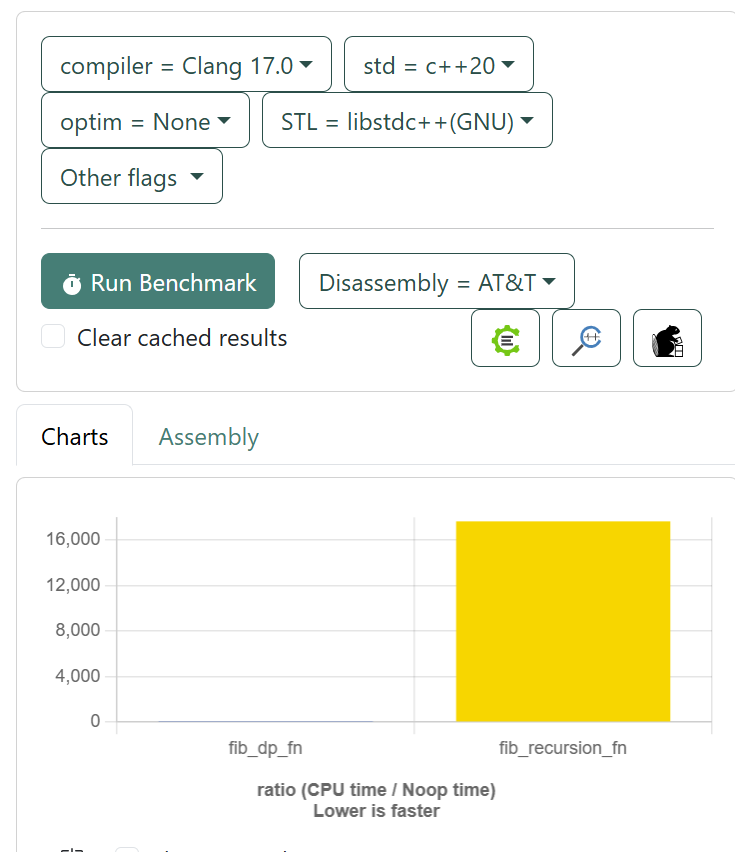 compiler = Clang 17.0
std = c++20
optim = None
STL = libstdc++(GNU)
Other flags
Run Benchmark
Disassembly = AT&T
Clear cached results
Charts
Assembly
16,000
12,000
8,000
4,000
0
fib_dp_fn
fib_recursion_fn
ratio (CPU time / Noop time)
Lower is faster